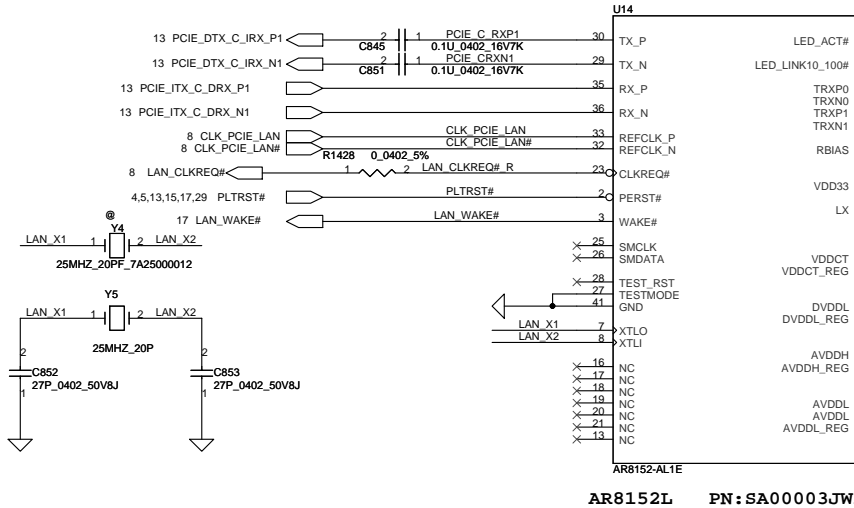 U14
13 PCIE_DTX_C_IRX_P1 2 1 PCIE_C_RXP1 30 TX_P LED_ACT#
C845 0.1U_0402_16V7K
13 PCIE_DTX_C_IRX_N1 2 1 PCIE_CRXN1 29 TX_N LED_LINK10_100#
C851 0.1U_0402_16V7K
13 PCIE_ITX_C_DRX_P1 35 RX_P TRXP0
TRXN0
13 PCIE_ITX_C_DRX_N1 36 RX_N TRXP1
TRXN1
8 CLK_PCIE_LAN CLK_PCIE_LAN 33 REFCLK_P
8 CLK_PCIE_LAN# CLK_PCIE_LAN# 32 REFCLK_N RBIAS
R1428 0_0402_5%
8 LAN_CLKREQ# 1 2 LAN_CLKREQ#_R 23 CLKREQ#
VDD33
4,5,13,15,17,29 PLTRST# PLTRST# 2 PERST#
LX
17 LAN_WAKE# LAN_WAKE# 3 WAKE#
@
Y4
LAN_X1 1 2 LAN_X2 25 SMCLK
26 SMDATA VDDCT
25MHZ_20PF_7A25000012 VDDCT_REG
28 TEST_RST
Y5 27 TESTMODE
41 GND DVDDL
LAN_X1 1 2 LAN_X2 DVDDL_REG
LAN_X1 7 XTLO
LAN_X2 8 XTLI
25MHZ_20P AVDDH
2 2 16 NC AVDDH_REG
C852 C853 17 NC
27P_0402_50V8J 27P_0402_50V8J 18 NC
1 1 19 NC AVDDL
20 NC AVDDL
21 NC AVDDL_REG
13 NC
AR8152-AL1E
AR8152L PN:SA00003JW